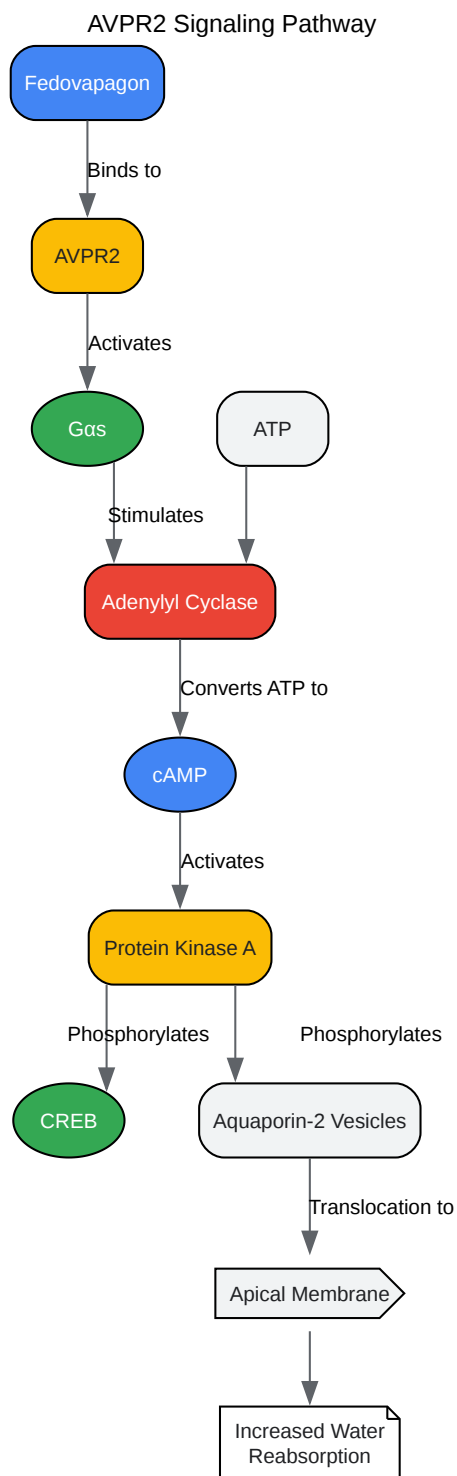 AVPR2 Signaling Pathway
Fedovapagon
Binds to
AVPR2
Activates
Gαs
ATP
Stimulates
Adenylyl Cyclase
Converts ATP to
cAMP
Activates
Protein Kinase A
Phosphorylates
Phosphorylates
CREB
Aquaporin-2 Vesicles
Translocation to
Apical Membrane
Increased Water
Reabsorption